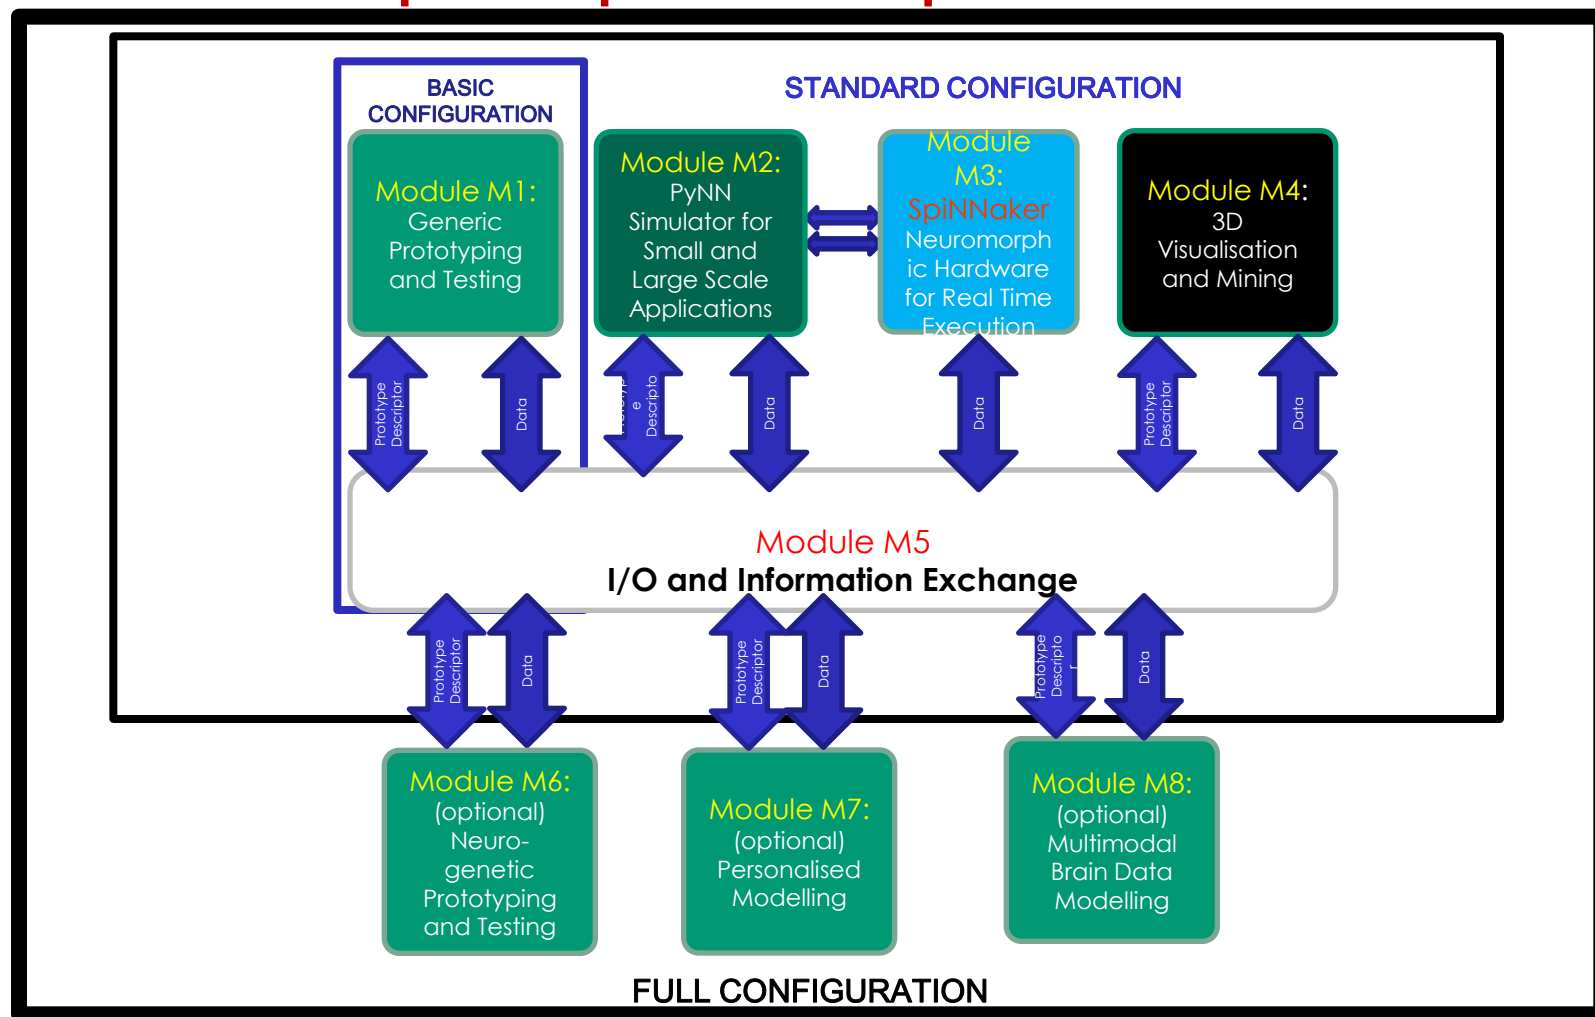 BASIC
CONFIGURATION
STANDARD CONFIGURATION
Module M1:
Generic
Prototyping
and Testing
Module M2:
PyNN
Simulator for
Small and
Large Scale
Applications
Module
M3:
SpiNNaker
Neuromorph
ic Hardware
for Real Time
Execution
Module M4:
3D
Visualisation
and Mining
Prototype
Descriptor
Data
e
Descripto
Data
Data
Prototype
Descriptor
Data
Module M5
I/O and Information Exchange
Prototype
Descriptor
Data
Prototype
Descriptor
Data
Prototype
Descripto
r
Data
Module M6:
(optional)
Neuro-
genetic
Prototyping
and Testing
Module M7:
(optional)
Personalised
Modelling
Module M8:
(optional)
Multimodal
Brain Data
Modelling
FULL CONFIGURATION